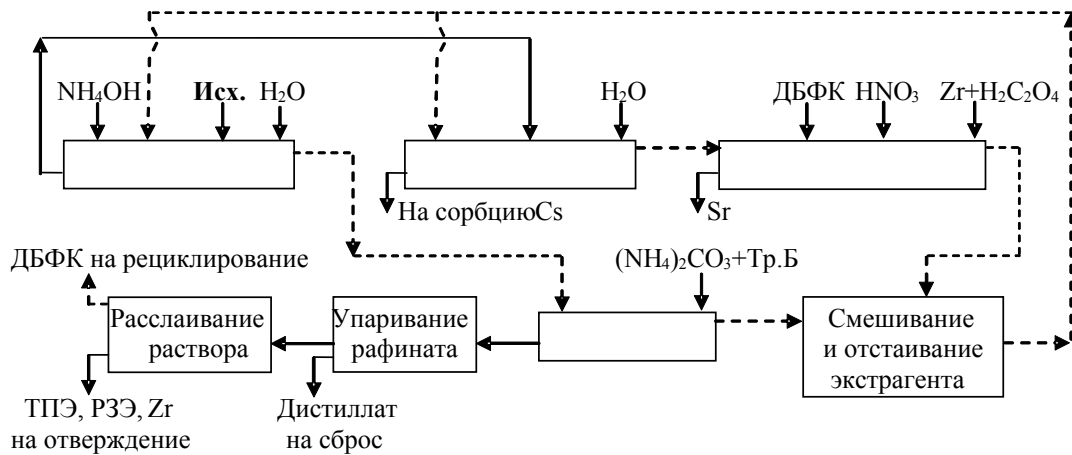 NH₄OH Исх. H₂O
H₂O
ДБФК HNO₃ Zr+H₂C₂O₄
На сорбциюCs
Sr
ДБФК на рециклирование
(NH₄)₂CO₃+Тр.Б
Расслаивание
раствора
Упаривание
рафината
Смешивание
и отстаивание
экстрагента
ТПЭ, РЗЭ, Zr
на отверждение
Дистиллат
на сброс